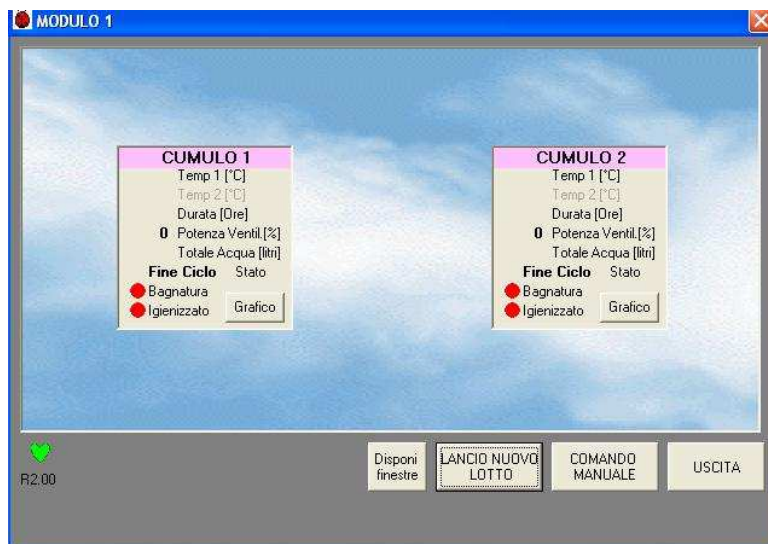 MODULO 1
CUMULO 1
Temp 1 [°C]
Temp 2 [°C]
Durata [Ore]
0 Potenza Ventil.[%]
Totale Acqua [litri]
Fine Ciclo Stato
Bagnatura
Igienizzato
Grafico
CUMULO 2
Temp 1 [°C]
Temp 2 [°C]
Durata [Ore]
0 Potenza Ventil.[%]
Totale Acqua [litri]
Fine Ciclo Stato
Bagnatura
Igienizzato
Grafico
R2.00
Disponi
finestre
LANCIO NUOVO
LOTTO
COMANDO
MANUALE
USCITA